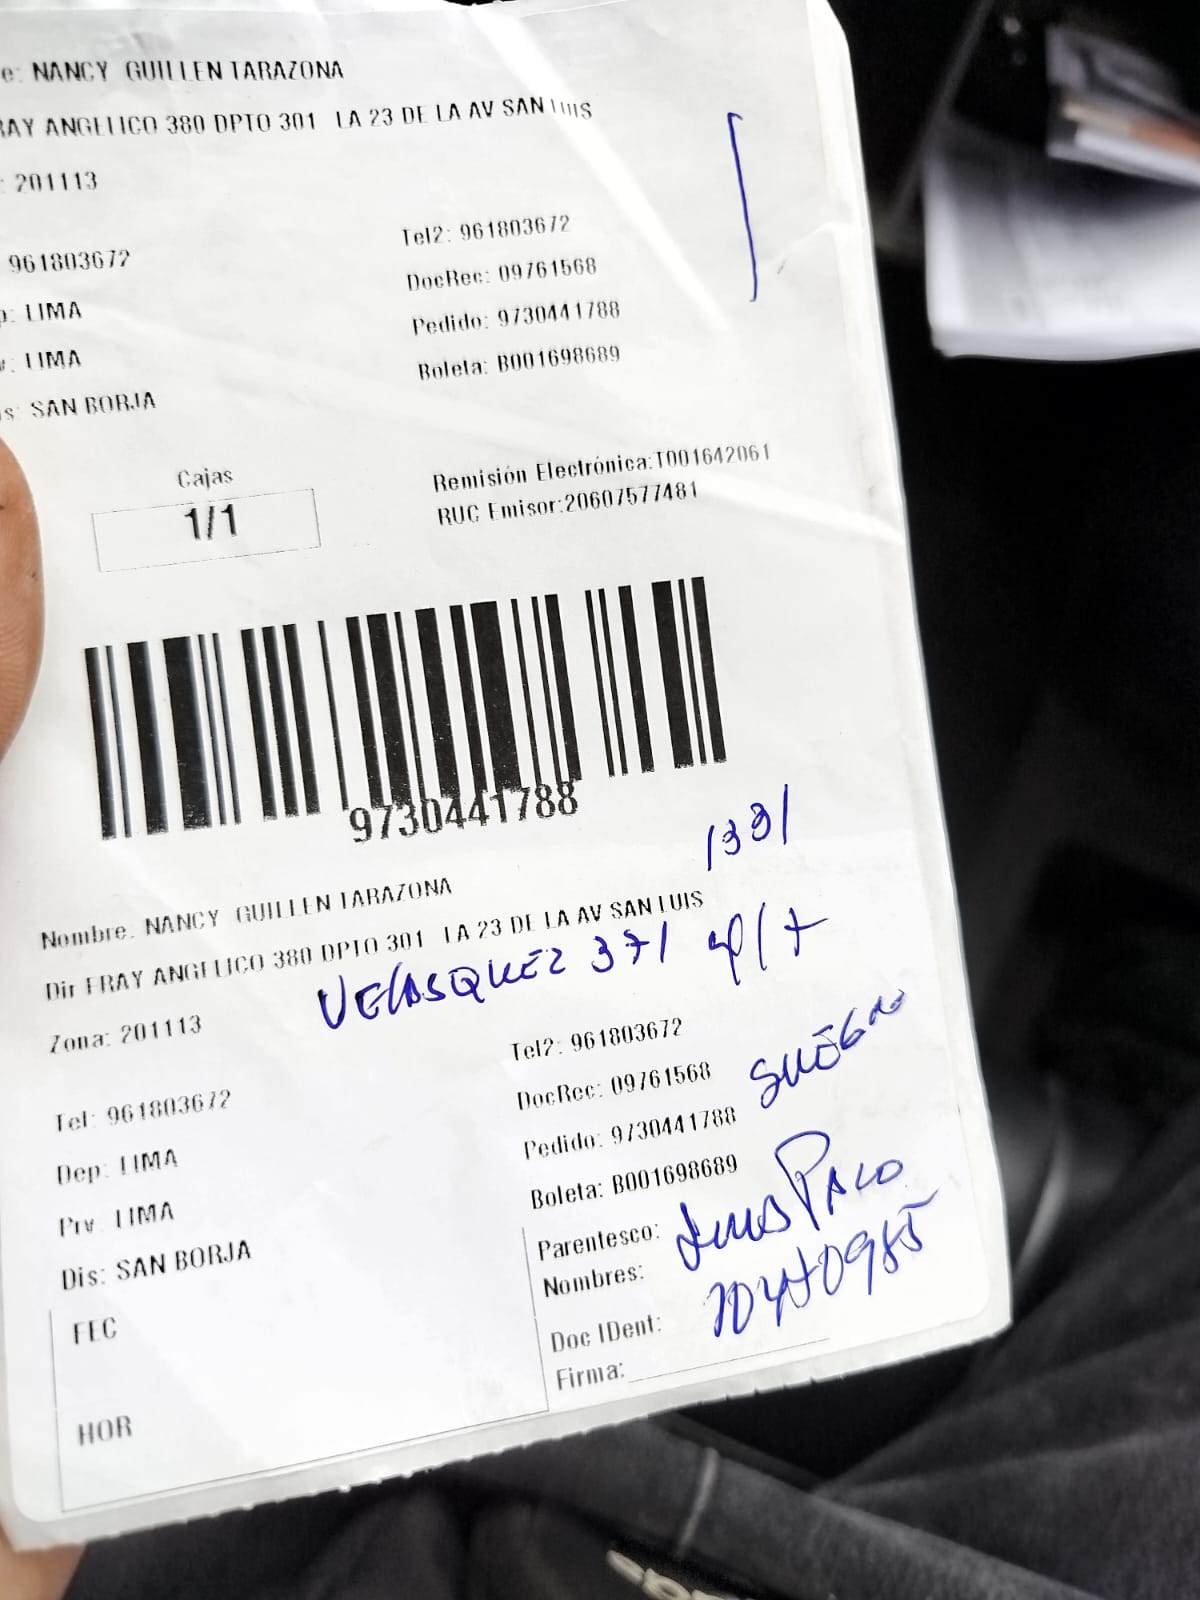 e: NANCY GUILLEN TARAZONA
RAY ANGELICO 380 DPTO 301 LA 23 DE LA AV SAN LUIS
: 201113
961803672
Tel2: 961803672
DocRec: 09761568
p: LIMA
Pedido: 9730441788
v: LIMA
Boleta: B001698689
is: SAN BORJA
Cajas
1/1
Remisión Electrónica:T001642061
RUC Emisor:20607577481
9730441788
1331
Nombre. NANCY GUILLEN TARAZONA
Dir FRAY ANGELICO 380 DPTO 301 LA 23 DE LA AV SAN LUIS
VELASQUEZ 371
Zona: 201113
Tel2: 961803672
Tel: 961803672
DocRec: 09761568
SUEGRO
Dep: LIMA
Pedido: 9730441788
Prv LIMA
Boleta: B001698689
Dis: SAN BORJA
Parentesco:
Nombres:
FEC
Doc IDent:
Firma:
HOR